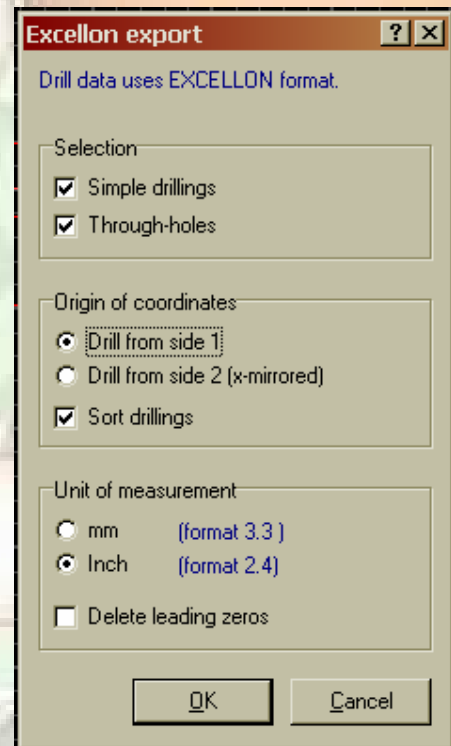 Excellon export
Drill data uses EXCELLON format.
Selection
Simple drillings
Through-holes
Origin of coordinates
Drill from side 1
Drill from side 2 (x-mirrored)
Sort drillings
Unit of measurement
mm (format 3.3 )
Inch (format 2.4)
Delete leading zeros
OK Cancel